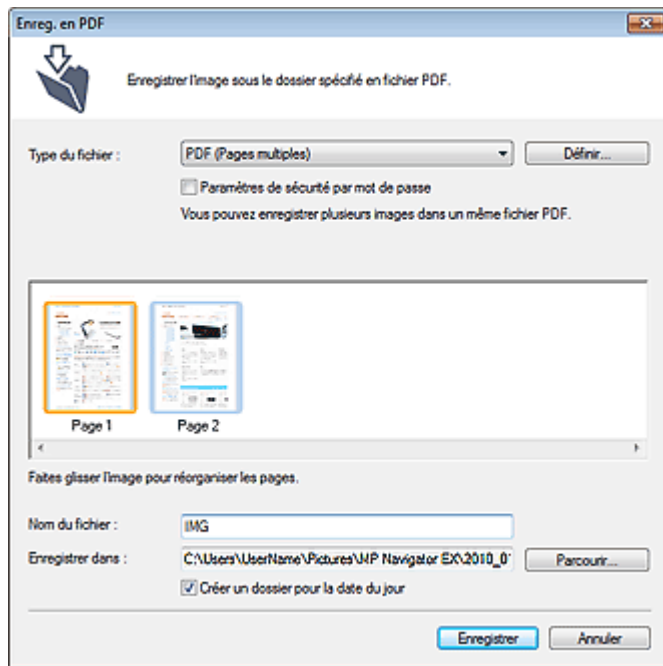 Enreg. en PDF
Enregistrer l'image sous le dossier spécifié en fichier PDF.
Type du fichier :
PDF (Pages multiples)
Définir...
Paramètres de sécurité par mot de passe
Vous pouvez enregistrer plusieurs images dans un même fichier PDF.
Page 1
Page 2
Faites glisser l'image pour réorganiser les pages.
Nom du fichier :
IMG
Enregistrer dans :
C:\Users\UserName\Pictures\MP Navigator EX\2010_0
Parcourir...
Créer un dossier pour la date du jour
Enregistrer
Annuler